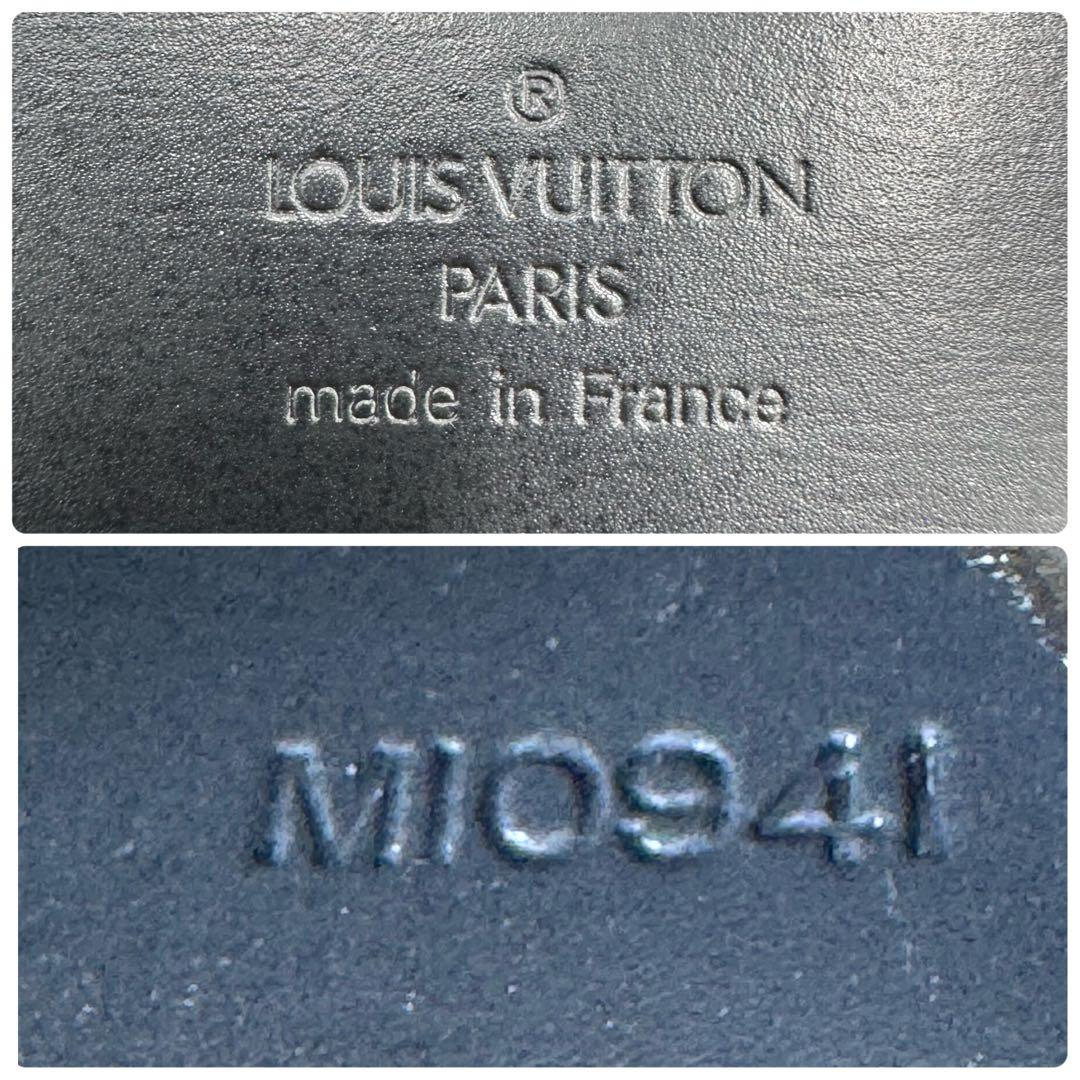 ®
LOUIS VUITTON
PARIS
made in France
MI0941